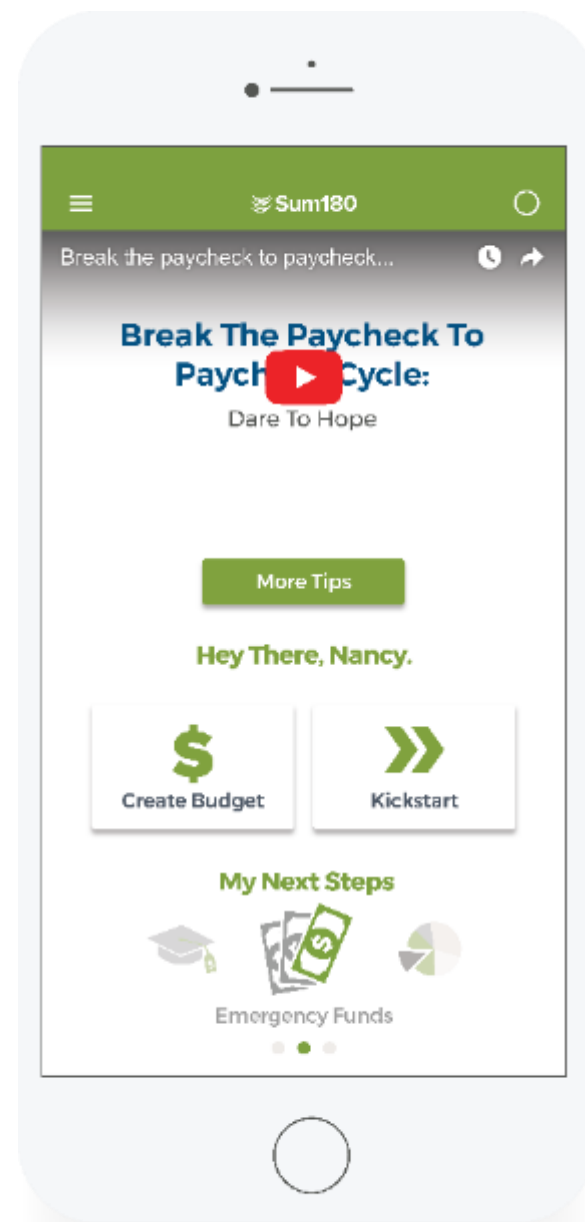 Sum180
Break the paycheck to paycheck...
Break The Paycheck To
Paych Cycle:
Dare To Hope
More Tips
Hey There, Nancy.
$
Create Budget
Kickstart
My Next Steps
Emergency Funds